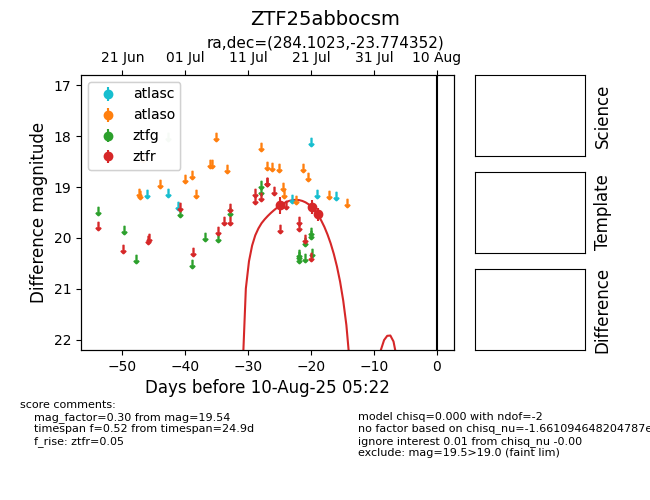 ZTF25abbocsm
ra,dec=(284.1023,-23.774352)
21 Jun 01 Jul 11 Jul 21 Jul 31 Jul 10 Aug
atlasc
atlaso
ztfg
ztfr
17
18
19
20
21
22
Difference magnitude
−50 −40 −30 −20 −10 0
Days before 10-Aug-25 05:22
Science
Template
Difference
score comments:
mag_factor=0.30 from mag=19.54
timespan f=0.52 from timespan=24.9d
f_rise: ztfr=0.05
model chisq=0.000 with ndof=-2
no factor based on chisq_nu=-1.661094648204787e
ignore interest 0.01 from chisq_nu -0.00
exclude: mag=19.5>19.0 (faint lim)